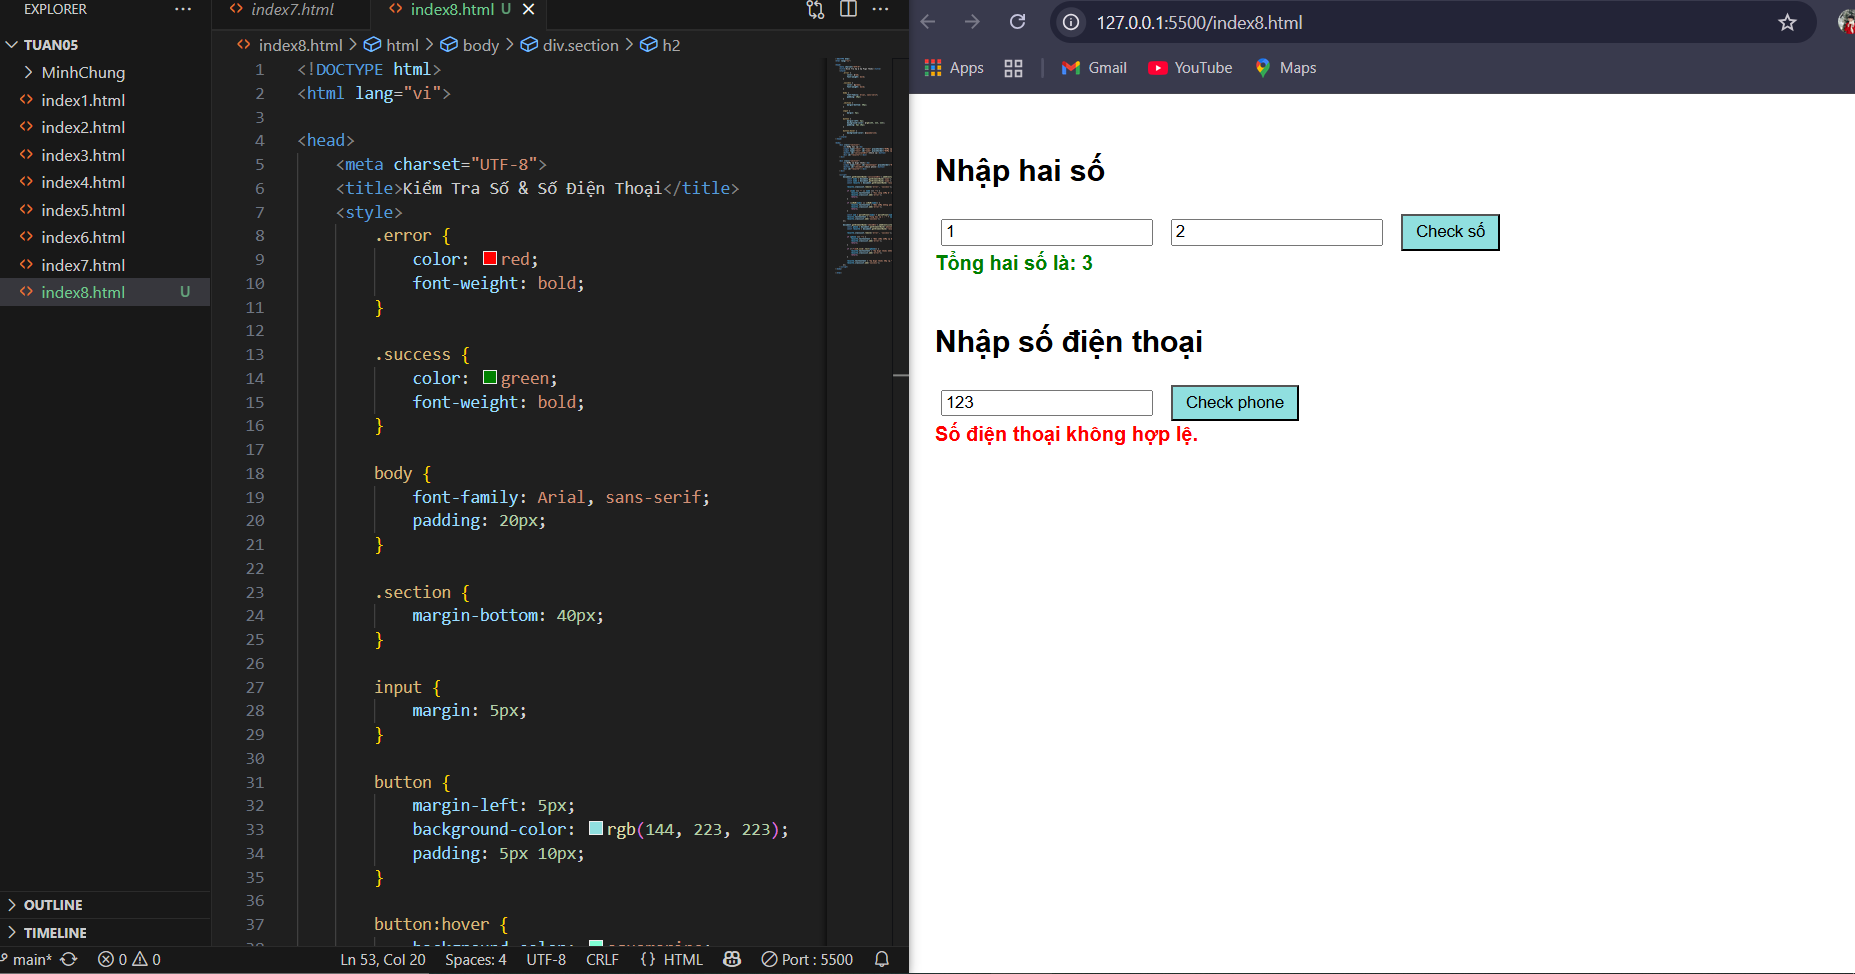 EXPLORER
TUAN05
MinhChung
index1.html
index2.html
index3.html
index4.html
index5.html
index6.html
index7.html
index8.html U
OUTLINE
TIMELINE
index7.html
index8.html U
index8.html > html > body > div.section > h2
1 <!DOCTYPE html>
2 <html lang="vi">
3
4 <head>
5 <meta charset="UTF-8">
6 <title>Kiểm Tra Số & Số Điện Thoại</title>
7 <style>
8 .error {
9 color: red;
10 font-weight: bold;
11 }
12
13 .success {
14 color: green;
15 font-weight: bold;
16 }
17
18 body {
19 font-family: Arial, sans-serif;
20 padding: 20px;
21 }
22
23 .section {
24 margin-bottom: 40px;
25 }
26
27 input {
28 margin: 5px;
29 }
30
31 button {
32 margin-left: 5px;
33 background-color: rgb(144, 223, 223);
34 padding: 5px 10px;
35 }
36
37 button:hover {
main* 0 0 Ln 53, Col 20 Spaces: 4 UTF-8 CRLF {} HTML Port : 5500
127.0.0.1:5500/index8.html
Apps Gmail YouTube Maps
Nhập hai số
1 2 Check số
Tổng hai số là: 3
Nhập số điện thoại
123 Check phone
Số điện thoại không hợp lệ.